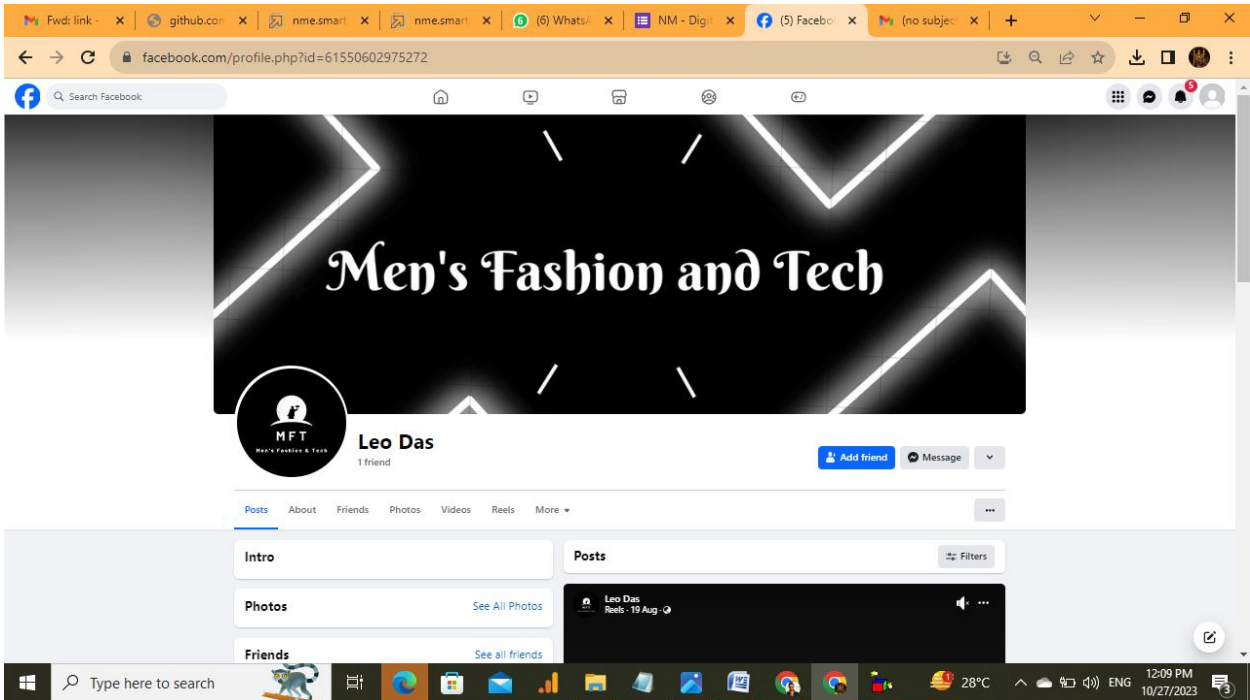 Fwd: link -
github.com
nme.smart
nme.smart
(6) WhatsA
NM - Digit
(5) Facebo
(no subjec
facebook.com/profile.php?id=61550602975272
Search Facebook
5
Men's Fashion and Tech
MFT
Men's Fashion & Tech
Leo Das
1 friend
Add friend
Message
Posts
About
Friends
Photos
Videos
Reels
More
Intro
Posts
Filters
Photos
See All Photos
Leo Das
Reels · 19 Aug ·
Friends
See all friends
Type here to search
28°C
ENG
12:09 PM
10/27/2023
3